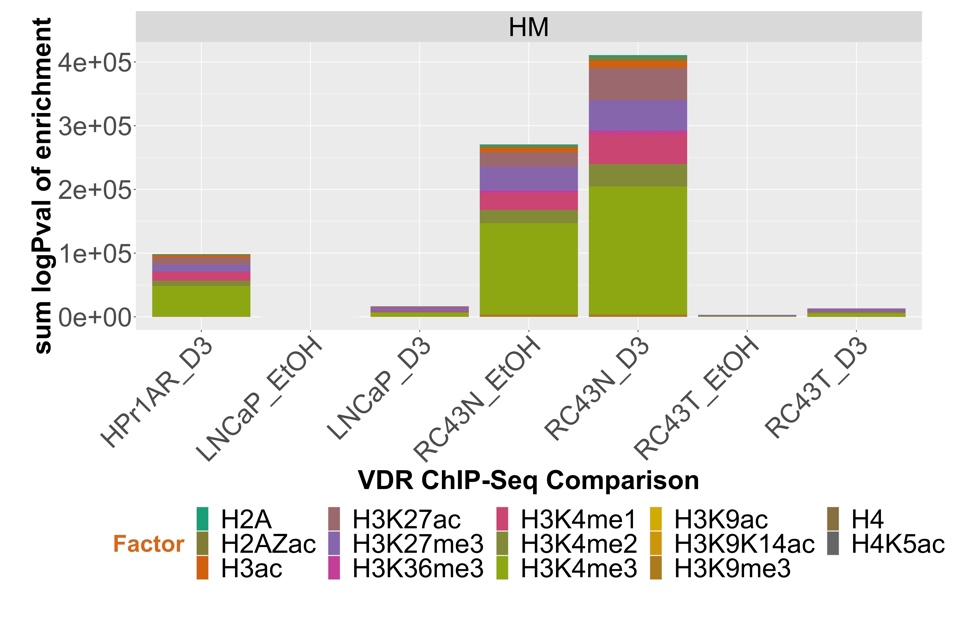 HM
sum logPval of enrichment
4e+05
3e+05
2e+05
1e+05
0e+00
HPr1AR_D3
LNCaP_EtOH
LNCaP_D3
RC43N_EtOH
RC43N_D3
RC43T_EtOH
RC43T_D3
VDR ChIP-Seq Comparison
Factor
H2A
H2AZac
H3ac
H3K27ac
H3K27me3
H3K36me3
H3K4me1
H3K4me2
H3K4me3
H3K9ac
H3K9K14ac
H3K9me3
H4
H4K5ac